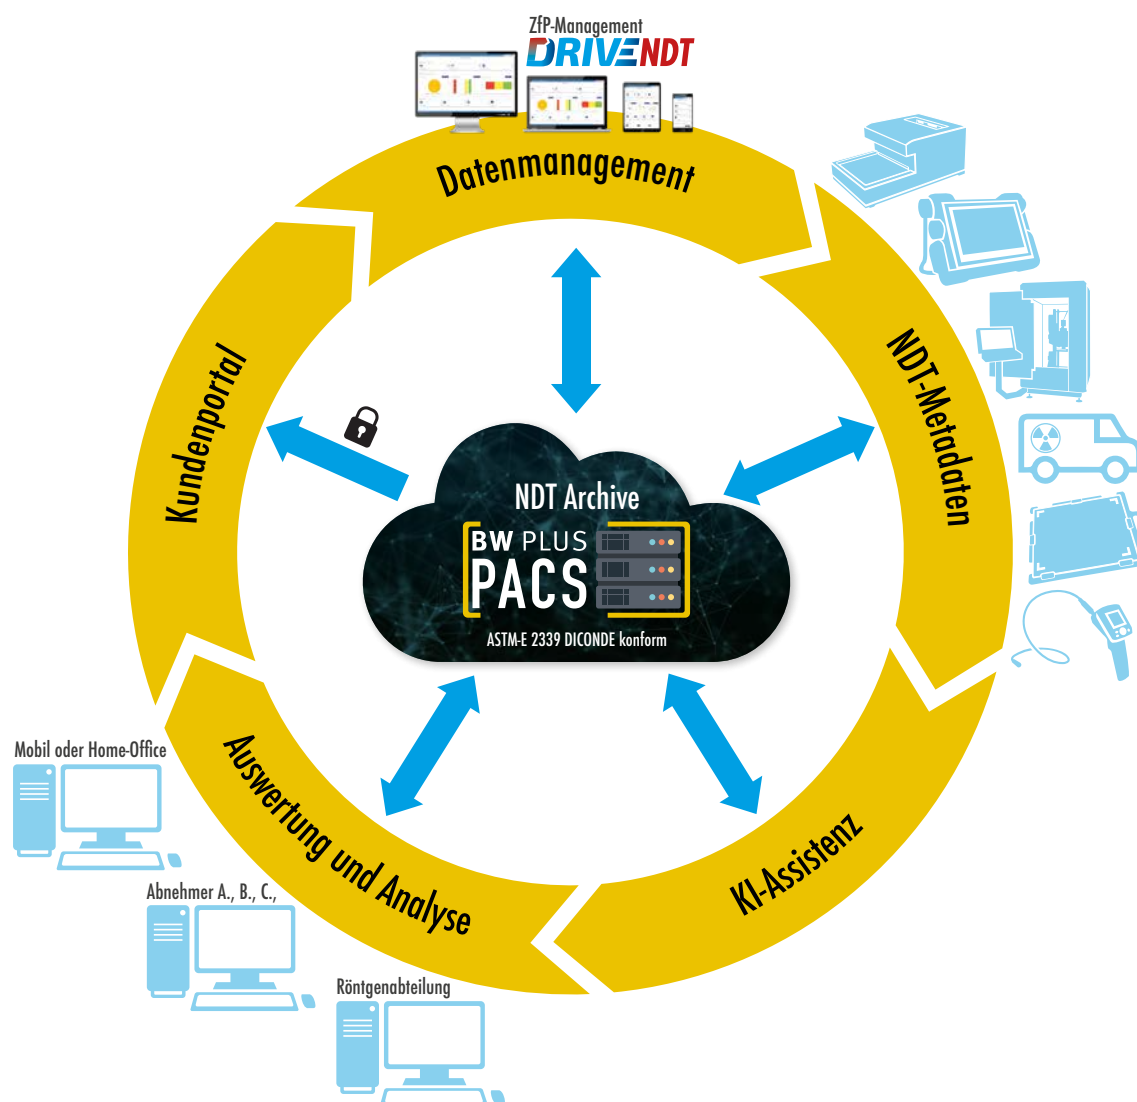 ZfP-Management
DRIVENDT
Datenmanagement
NDT-Metadaten
Kundenportal
NDT Archive
BW PLUS
PACS
ASTM-E 2339 DICONDE konform
KI-Assistenz
Auswertung und Analyse
Mobil oder Home-Office
Abnehmer A., B., C.,
Röntgenabteilung